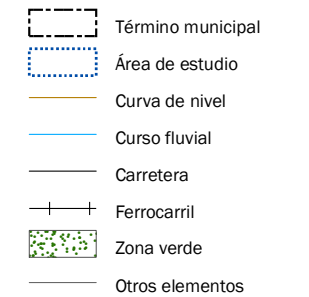 Término municipal
Área de estudio
Curva de nivel
Curso fluvial
Carretera
Ferrocarril
Zona verde
Otros elementos